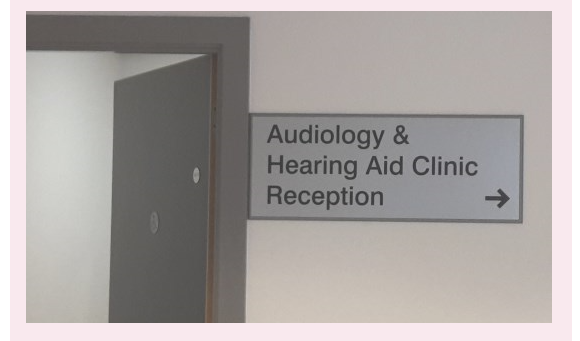 Audiology &
Hearing Aid Clinic
Reception →